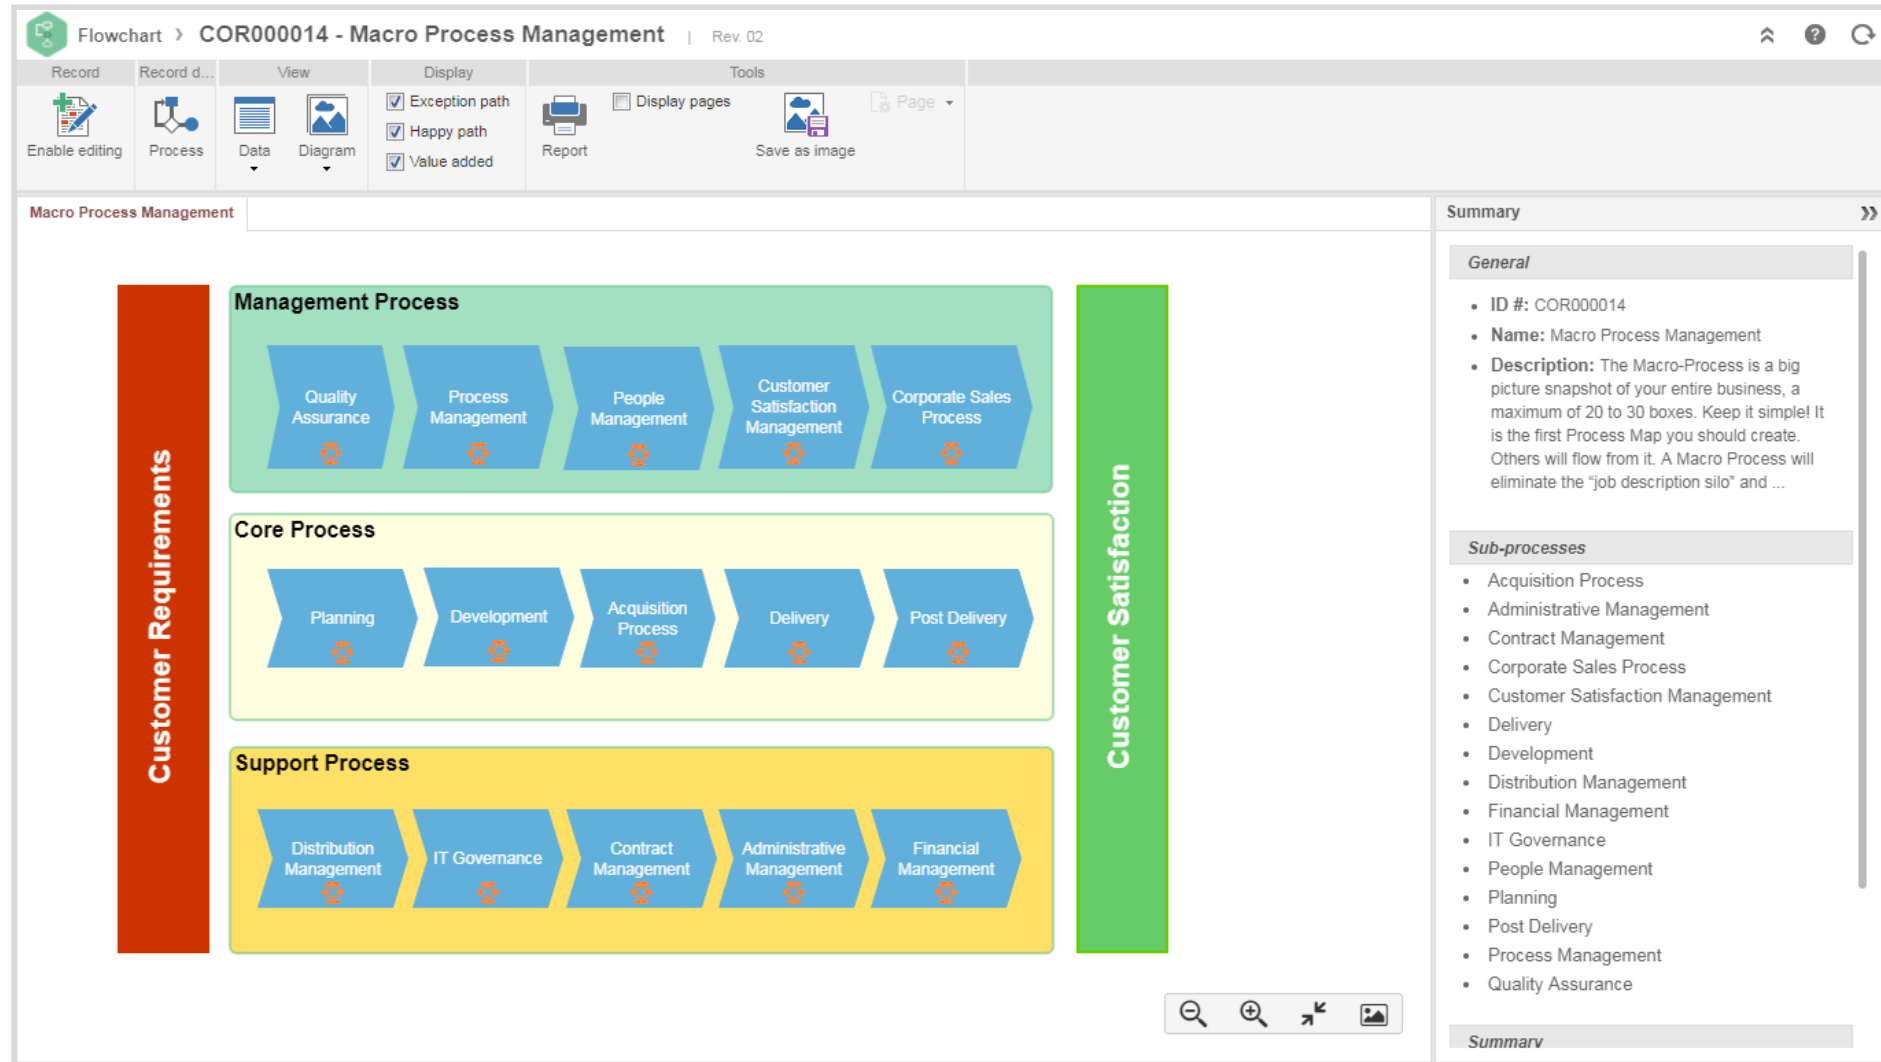 Flowchart › COR000014 - Macro Process Management | Rev. 02
Record
Record d...
View
Display
Tools
Enable editing
Process
Data
Diagram
Exception path
Happy path
Value added
Report
Display pages
Save as image
Page
Macro Process Management
Customer Requirements
Management Process
Quality
Assurance
Process
Management
People
Management
Customer
Satisfaction
Management
Corporate Sales
Process
Core Process
Planning
Development
Acquisition
Process
Delivery
Post Delivery
Support Process
Distribution
Management
IT Governance
Contract
Management
Administrative
Management
Financial
Management
Customer Satisfaction
Summary
General
• ID #: COR000014
• Name: Macro Process Management
• Description: The Macro-Process is a big
picture snapshot of your entire business, a
maximum of 20 to 30 boxes. Keep it simple! It
is the first Process Map you should create.
Others will flow from it. A Macro Process will
eliminate the “job description silo” and ...
Sub-processes
• Acquisition Process
• Administrative Management
• Contract Management
• Corporate Sales Process
• Customer Satisfaction Management
• Delivery
• Development
• Distribution Management
• Financial Management
• IT Governance
• People Management
• Planning
• Post Delivery
• Process Management
• Quality Assurance
Summary